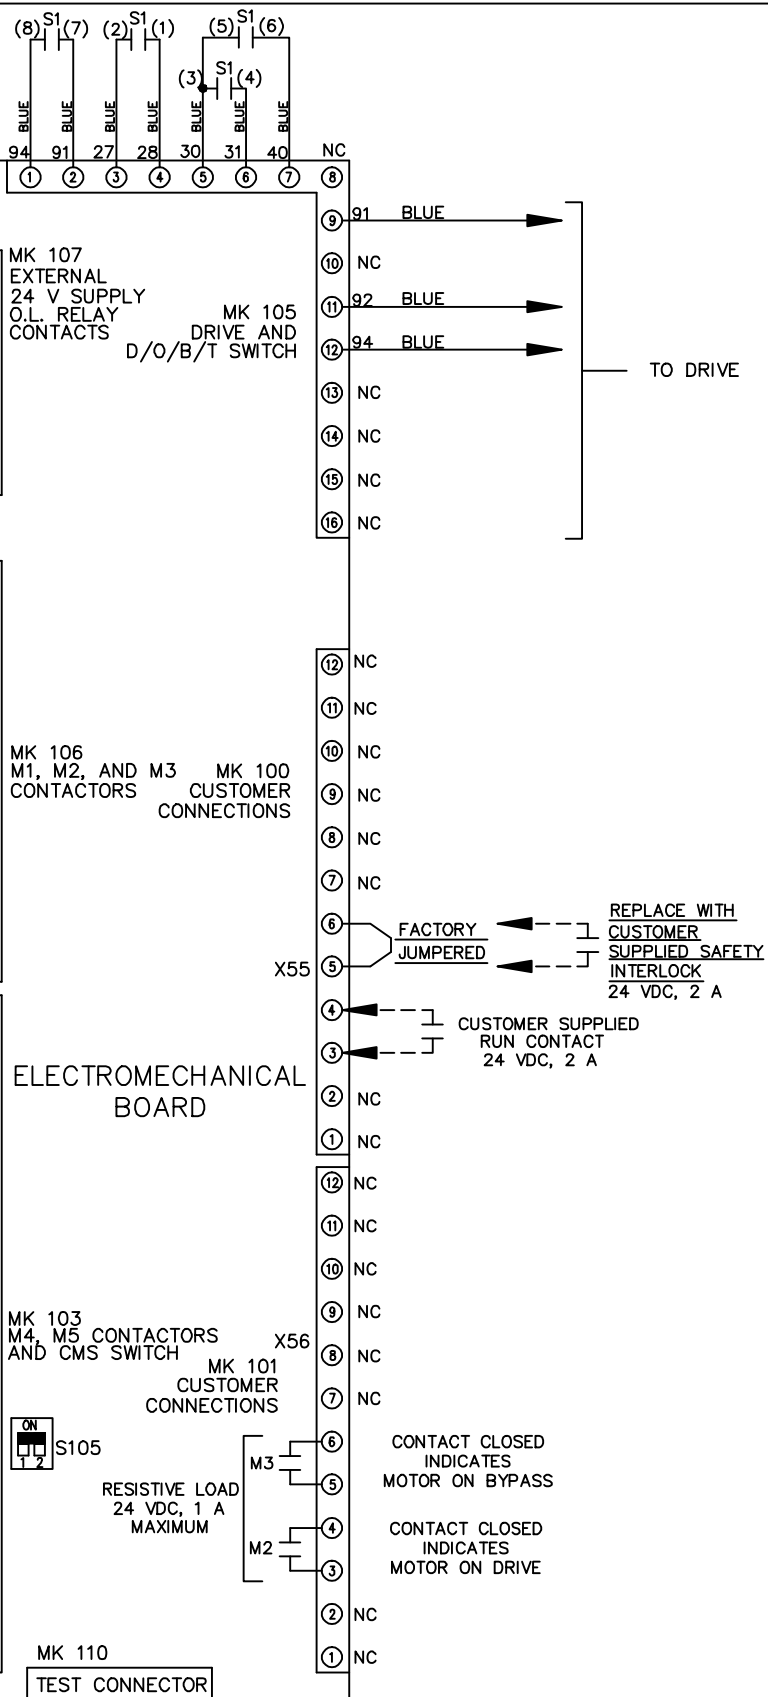 S1 S1 S1
(8) (7) (2) (1) (5) (6)
S1
(3) (4)
BLUE BLUE BLUE BLUE BLUE BLUE BLUE
94 91 27 28 30 31 40 NC
1 2 3 4 5 6 7 8
9 91 BLUE
MK 107
EXTERNAL
24 V SUPPLY
O.L. RELAY
CONTACTS
10 NC
MK 105
DRIVE AND
D/O/B/T SWITCH
11 92 BLUE
12 94 BLUE
TO DRIVE
13 NC
14 NC
15 NC
16 NC
12 NC
11 NC
MK 106
M1, M2, AND M3
CONTACTORS
MK 100
CUSTOMER
CONNECTIONS
10 NC
9 NC
8 NC
7 NC
6
FACTORY
JUMPERED
REPLACE WITH
CUSTOMER
SUPPLIED SAFETY
INTERLOCK
24 VDC, 2 A
X55 5
4
CUSTOMER SUPPLIED
RUN CONTACT
24 VDC, 2 A
3
ELECTROMECHANICAL
BOARD
2 NC
1 NC
12 NC
11 NC
10 NC
9 NC
MK 103
M4, M5 CONTACTORS
AND CMS SWITCH
X56
8 NC
MK 101
CUSTOMER
CONNECTIONS
7 NC
ON
1 2
S105
6
M3
5
CONTACT CLOSED
INDICATES
MOTOR ON BYPASS
RESISTIVE LOAD
24 VDC, 1 A
MAXIMUM
4
M2
3
CONTACT CLOSED
INDICATES
MOTOR ON DRIVE
2 NC
1 NC
MK 110
TEST CONNECTOR